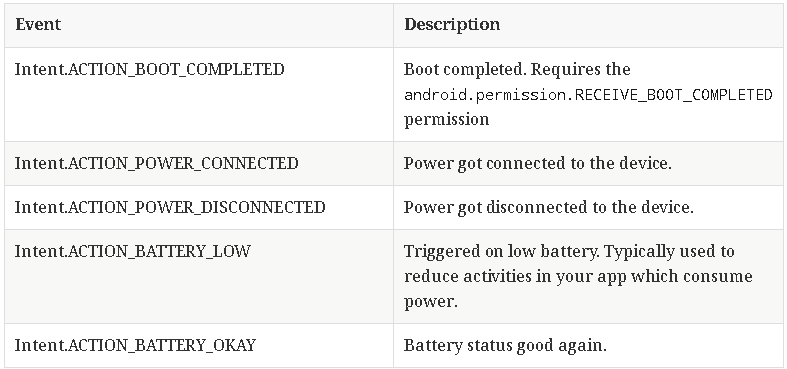 Event Description
Intent.ACTION_BOOT_COMPLETED Boot completed. Requires the
android.permission.RECEIVE_BOOT_COMPLETED
permission
Intent.ACTION_POWER_CONNECTED Power got connected to the device.
Intent.ACTION_POWER_DISCONNECTED Power got disconnected to the device.
Intent.ACTION_BATTERY_LOW Triggered on low battery. Typically used to
reduce activities in your app which consume
power.
Intent.ACTION_BATTERY_OKAY Battery status good again.